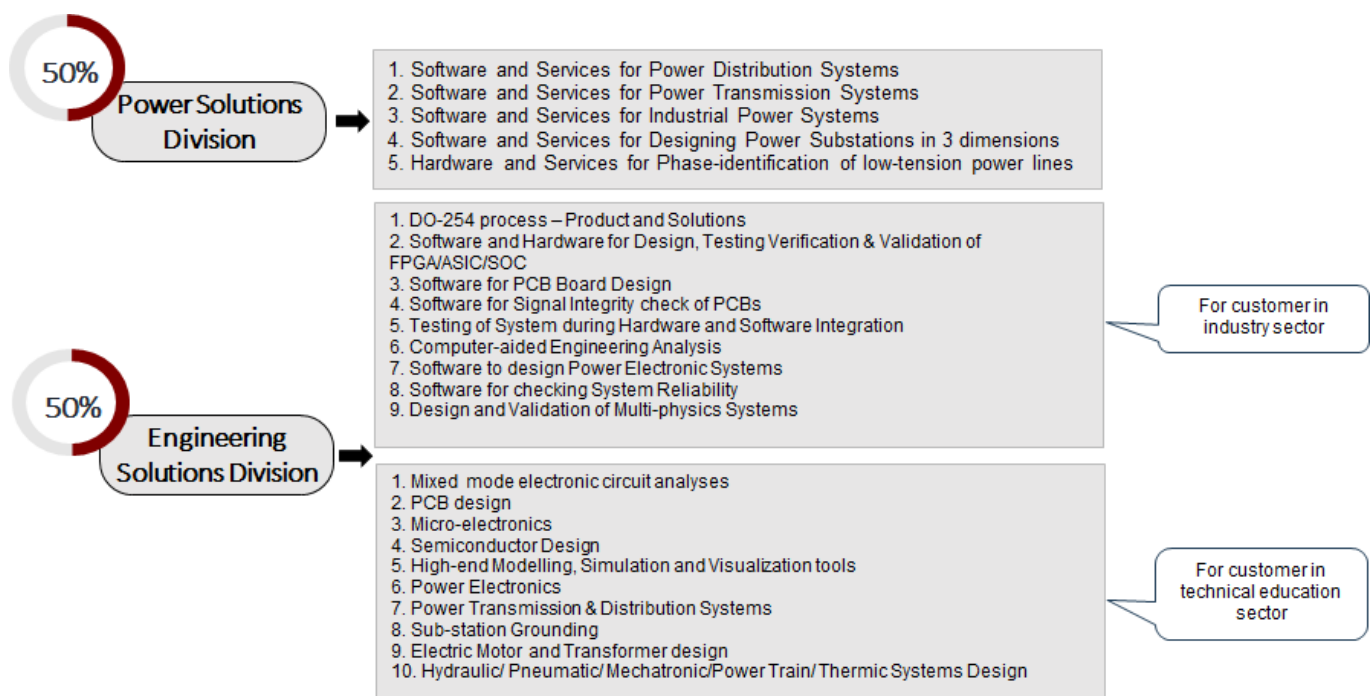 50%
Power Solutions
Division
1. Software and Services for Power Distribution Systems
2. Software and Services for Power Transmission Systems
3. Software and Services for Industrial Power Systems
4. Software and Services for Designing Power Substations in 3 dimensions
5. Hardware and Services for Phase-identification of low-tension power lines
1. DO-254 process – Product and Solutions
2. Software and Hardware for Design, Testing Verification & Validation of
FPGA/ASIC/SOC
3. Software for PCB Board Design
4. Software for Signal Integrity check of PCBs
5. Testing of System during Hardware and Software Integration
6. Computer-aided Engineering Analysis
7. Software to design Power Electronic Systems
8. Software for checking System Reliability
9. Design and Validation of Multi-physics Systems
For customer in
industry sector
50%
Engineering
Solutions Division
1. Mixed mode electronic circuit analyses
2. PCB design
3. Micro-electronics
4. Semiconductor Design
5. High-end Modelling, Simulation and Visualization tools
6. Power Electronics
7. Power Transmission & Distribution Systems
8. Sub-station Grounding
9. Electric Motor and Transformer design
10. Hydraulic/ Pneumatic/ Mechatronic/Power Train/ Thermic Systems Design
For customer in
technical education
sector